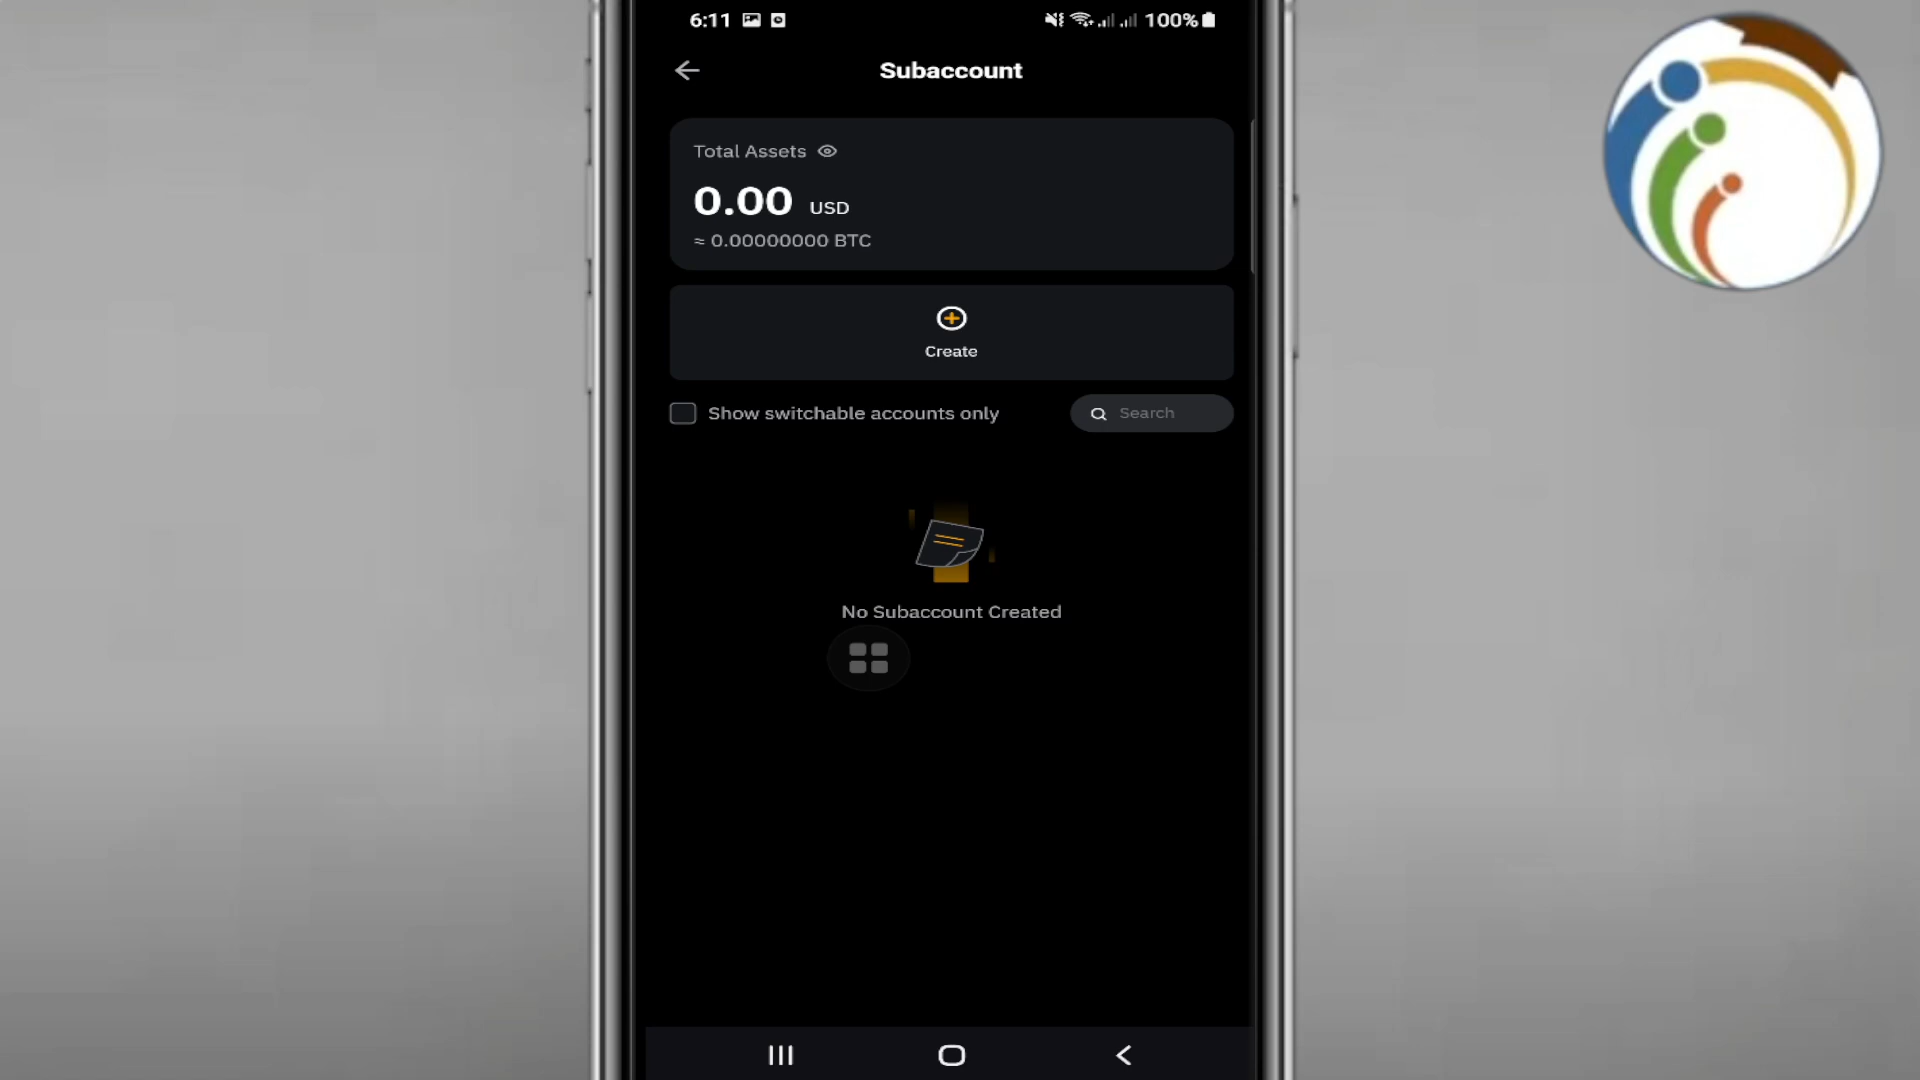 6:11
100%
Subaccount
Total Assets
0.00 USD
≈ 0.00000000 BTC
Create
Show switchable accounts only
Search
No Subaccount Created